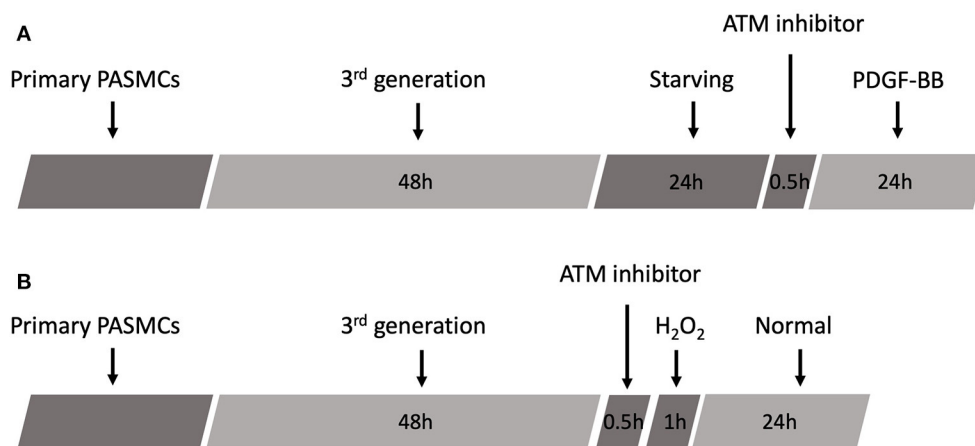 A
ATM inhibitor
Primary PASMCs 3rd generation Starving PDGF-BB
48h 24h 0.5h 24h
B
ATM inhibitor
Primary PASMCs 3rd generation H2O2 Normal
48h 0.5h 1h 24h